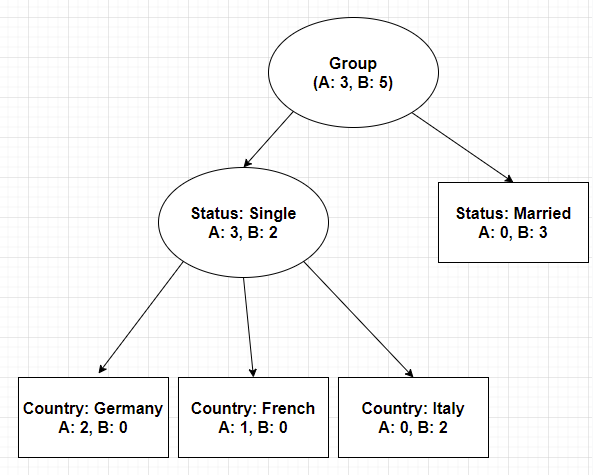 Group
(A: 3, B: 5)
Status: Single
A: 3, B: 2
Status: Married
A: 0, B: 3
Country: Germany
A: 2, B: 0
Country: French
A: 1, B: 0
Country: Italy
A: 0, B: 2